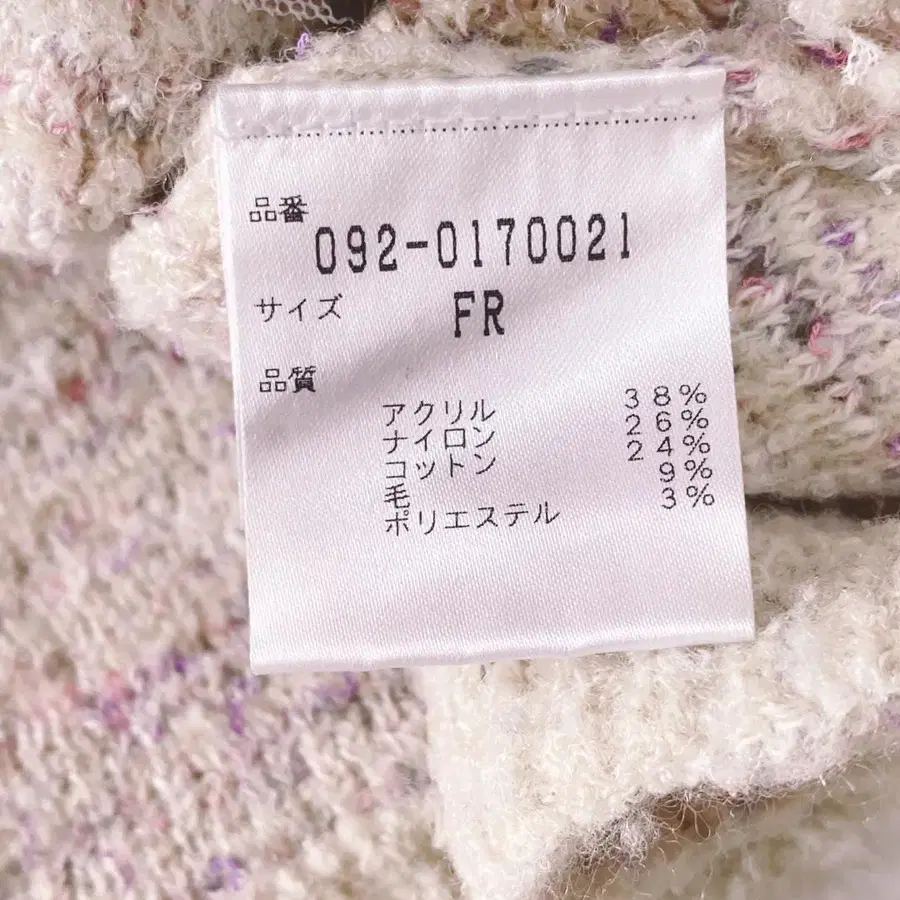 品番
092-0170021
サイズ FR
品質
アクリル 38%
ナイロン 26%
コットン 24%
毛 9%
ポリエステル 3%